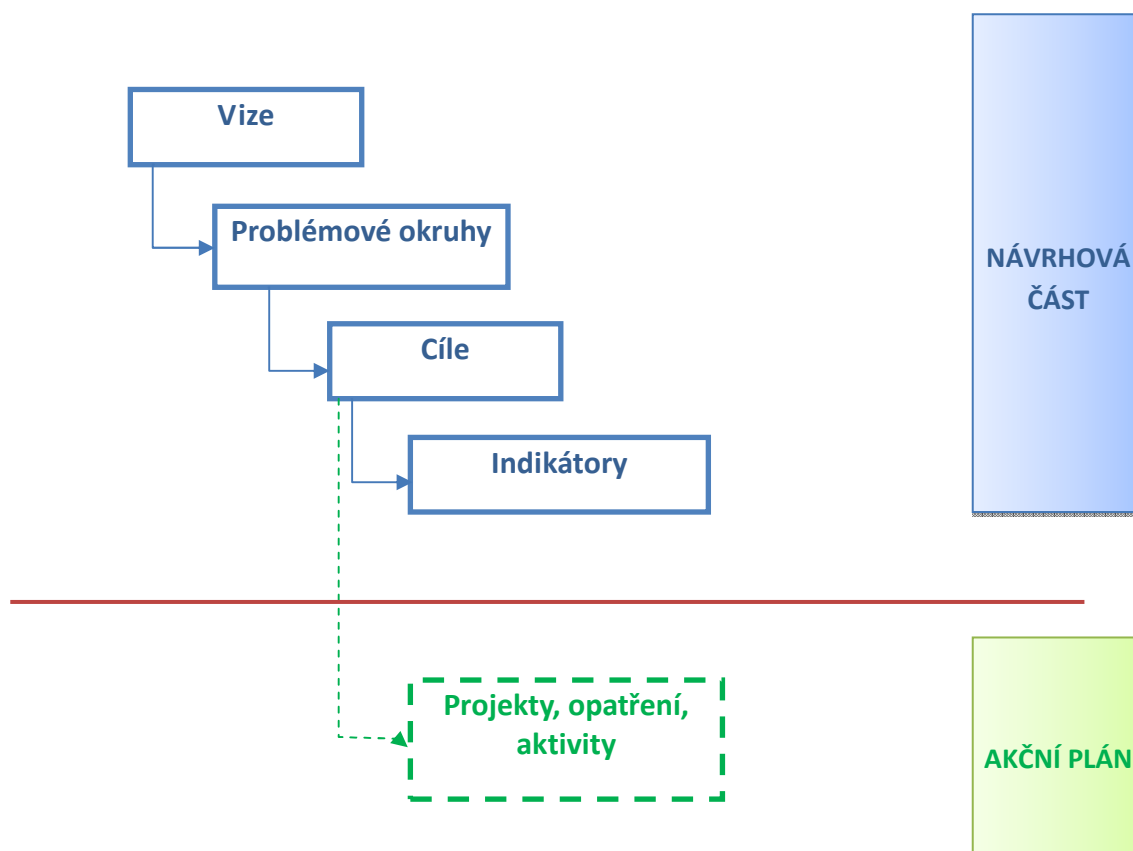 Vize
Problémové okruhy
Cíle
Indikátory
NÁVRHOVÁ
ČÁST
Projekty, opatření,
aktivity
AKČNÍ PLÁN